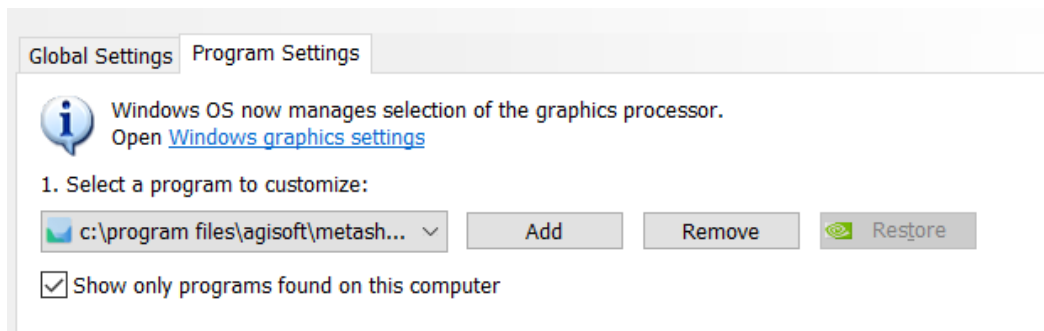 Global Settings Program Settings
Windows OS now manages selection of the graphics processor.
Open Windows graphics settings
1. Select a program to customize:
c:\program files\agisoft\metash... Add Remove Restore
Show only programs found on this computer